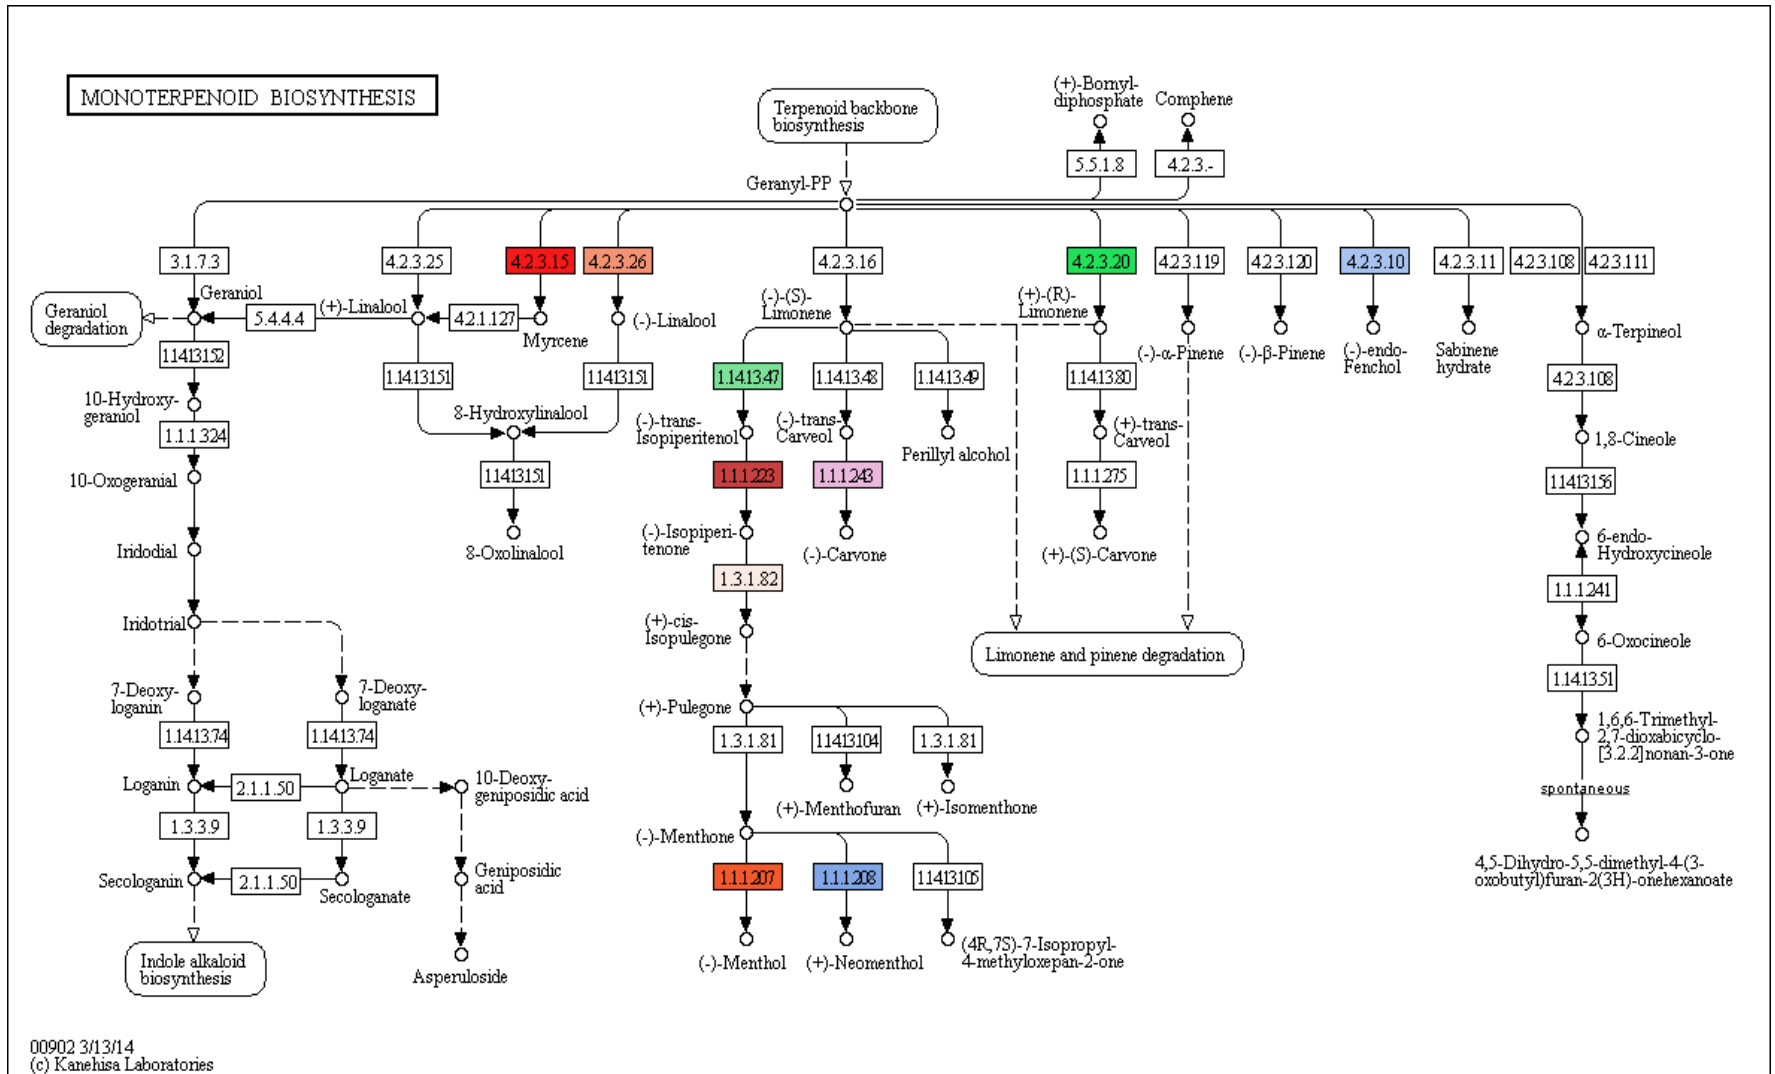 MONOTERPENOID BIOSYNTHESIS
Terpenoid backbone
biosynthesis
(+)-Bornyl-
diphosphate
Comphene
5.5.1.8
4.2.3.-
Geranyl-PP
3.1.7.3
4.2.3.25
4.2.3.15
4.2.3.26
4.2.3.16
4.2.3.20
4.2.3.119
4.2.3.120
4.2.3.10
4.2.3.11
4.2.3.108
4.2.3.111
Geraniol
degradation
Geraniol
5.4.4.4
(+)-Linalool
4.2.1.127
Myrcene
(-)-Linalool
(-)-(S)-
Limonene
(+)-(R)-
Limonene
(-)-α-Pinene
(-)-β-Pinene
(-)-endo-
Fenchol
Sabinene
hydrate
α-Terpineol
1.14.13.152
1.14.13.151
1.14.13.151
1.14.13.47
1.14.13.48
1.14.13.49
1.14.13.80
4.2.3.108
10-Hydroxy-
geraniol
8-Hydroxylinalool
(-)-trans-
Isopiperitenol
(-)-trans-
Carveol
Perillyl alcohol
(+)-trans-
Carveol
1,8-Cineole
1.1.1.324
1.14.13.151
1.1.1.223
1.1.1.243
1.1.1.275
1.14.13.156
10-Oxogeranial
8-Oxolinalool
(-)-Isopiperi-
tenone
(-)-Carvone
(+)-(S)-Carvone
6-endo-
Hydroxycineole
Iridodial
1.3.1.82
1.1.1.241
Iridotrial
(+)-cis-
Isopulegone
Limonene and pinene degradation
6-Oxocineole
1.14.13.51
7-Deoxy-
loganin
7-Deoxy-
loganate
(+)-Pulegone
1,6,6-Trimethyl-
2,7-dioxabicyclo-
[3.2.2]nonan-3-one
1.14.13.74
1.14.13.74
1.3.1.81
1.14.13.104
1.3.1.81
Loganin
2.1.1.50
Loganate
10-Deoxy-
geniposidic acid
(+)-Menthofuran
(+)-Isomenthone
spontaneous
1.3.3.9
1.3.3.9
(-)-Menthone
Secologanin
2.1.1.50
Secologanate
Geniposidic
acid
1.1.1.207
1.1.1.208
1.14.13.105
4,5-Dihydro-5,5-dimethyl-4-(3-
oxobutyl)furan-2(3H)-onehexanoate
Indole alkaloid
biosynthesis
Asperuloside
(-)-Menthol
(+)-Neomenthol
(4R,7S)-7-Isopropyl-
4-methyloxepan-2-one
00902 3/13/14
(c) Kanehisa Laboratories